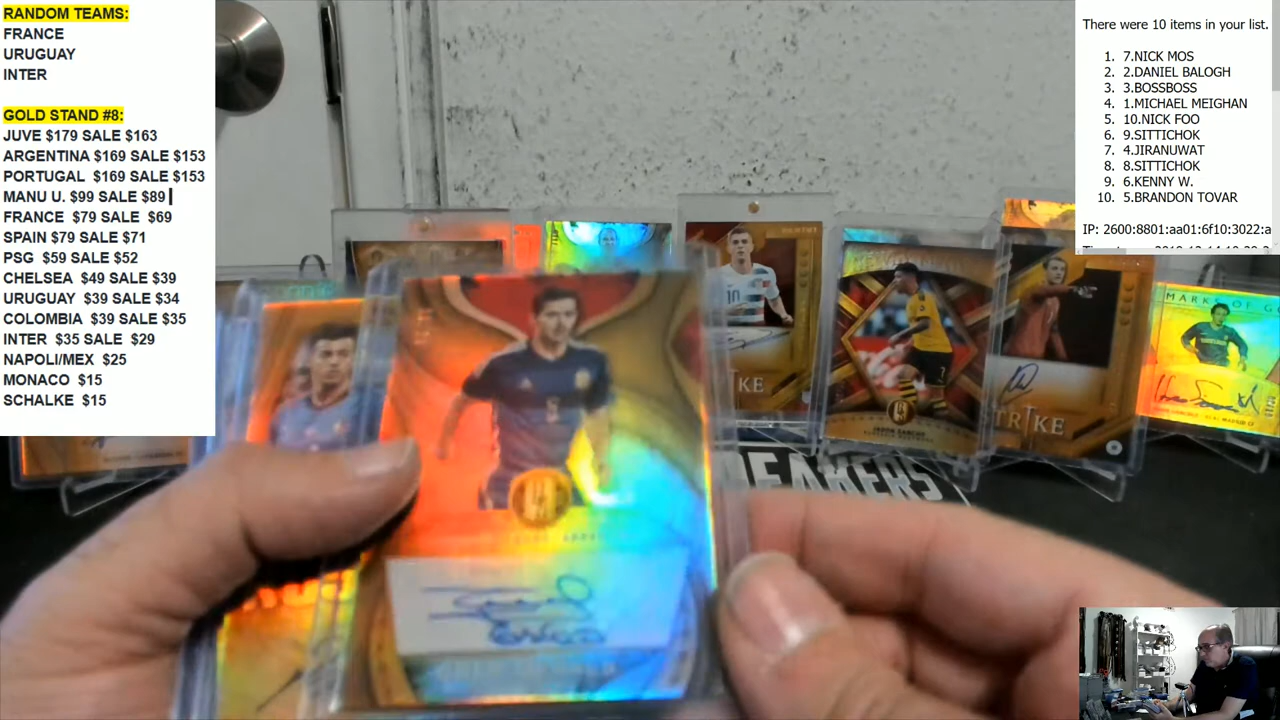 RANDOM TEAMS:
FRANCE
URUGUAY
INTER
GOLD STAND #8:
JUVE $179 SALE $163
ARGENTINA $169 SALE $153
PORTUGAL $169 SALE $153
MANU U. $99 SALE $89
FRANCE $79 SALE $69
SPAIN $79 SALE $71
PSG $59 SALE $52
CHELSEA $49 SALE $39
URUGUAY $39 SALE $34
COLOMBIA $39 SALE $35
INTER $35 SALE $29
NAPOLI/MEX $25
MONACO $15
SCHALKE $15
There were 10 items in your list.
1. 7.NICK MOS
2. 2.DANIEL BALOGH
3. 3.BOSSBOSS
4. 1.MICHAEL MEIGHAN
5. 10.NICK FOO
6. 9.SITTICHOK
7. 4.JIRANUWAT
8. 8.SITTICHOK
9. 6.KENNY W.
10. 5.BRANDON TOVAR
IP: 2600:8801:aa01:6f10:3022:a
MARKS OF G
TRIKE
JADON SANCHO